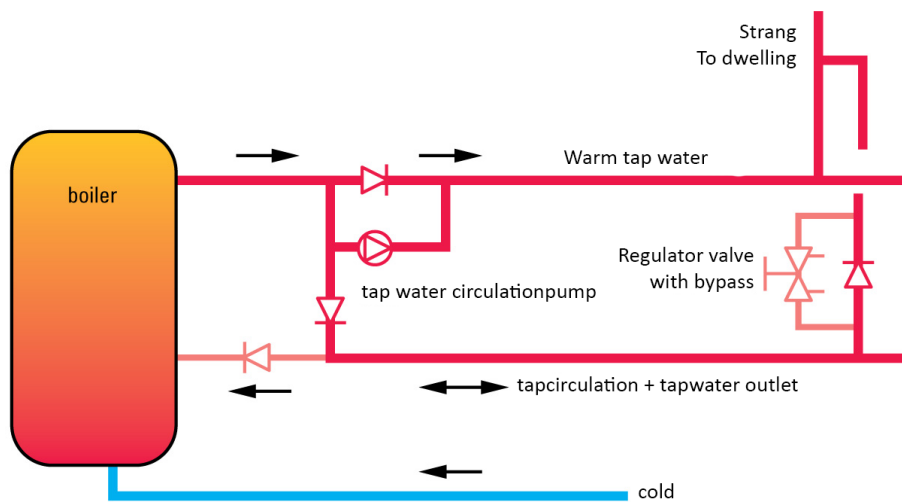 Strang
To dwelling
Warm tap water
boiler
Regulator valve
with bypass
tap water circulationpump
tapcirculation + tapwater outlet
cold